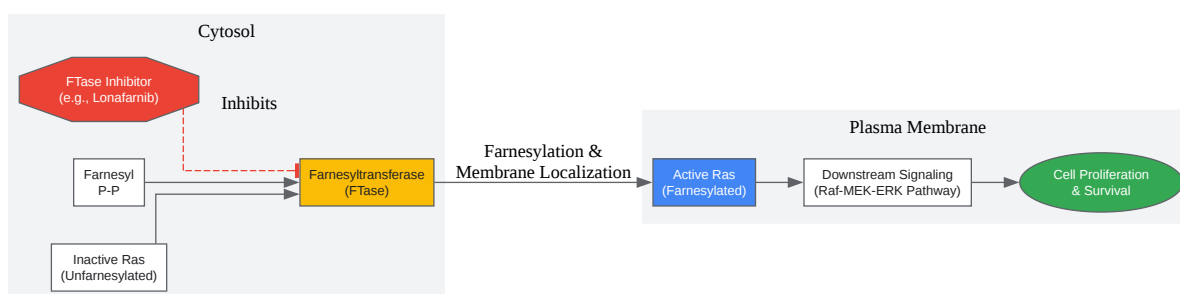 Cytosol
FTase Inhibitor
(e.g., Lonafarnib)
Inhibits
Farnesyl
P-P
Farnesyltransferase
(FTase)
Inactive Ras
(Unfarnesylated)
Farnesylation &
Membrane Localization
Plasma Membrane
Active Ras
(Farnesylated)
Downstream Signaling
(Raf-MEK-ERK Pathway)
Cell Proliferation
& Survival